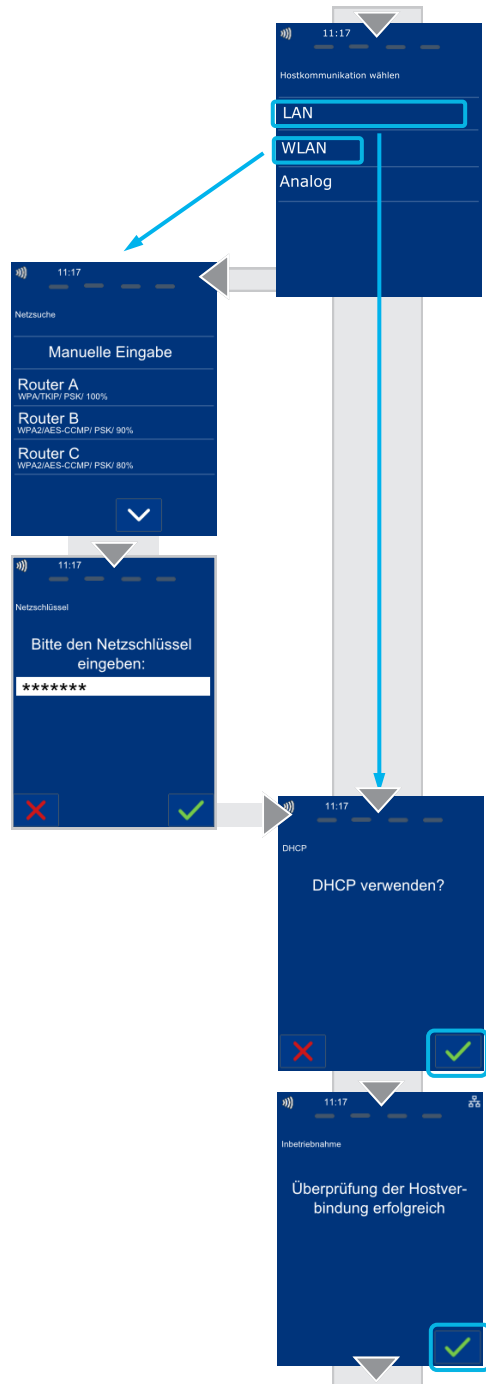 11:17
Hostkommunikation wählen
LAN
WLAN
Analog
11:17
Netzsuche
Manuelle Eingabe
Router A
WPA/TKIP/ PSK/ 100%
Router B
WPA2/AES-CCMP/ PSK/ 90%
Router C
WPA2/AES-CCMP/ PSK/ 80%
11:17
Netzschlüssel
Bitte den Netzschlüssel
eingeben:
*******
11:17
DHCP
DHCP verwenden?
11:17
Inbetriebnahme
Überprüfung der Hostver-
bindung erfolgreich